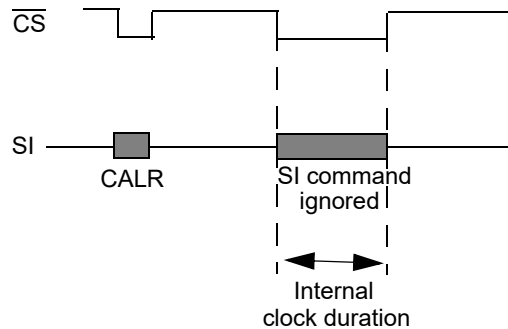 CS
SI
CALR
SI command
ignored
Internal
clock duration